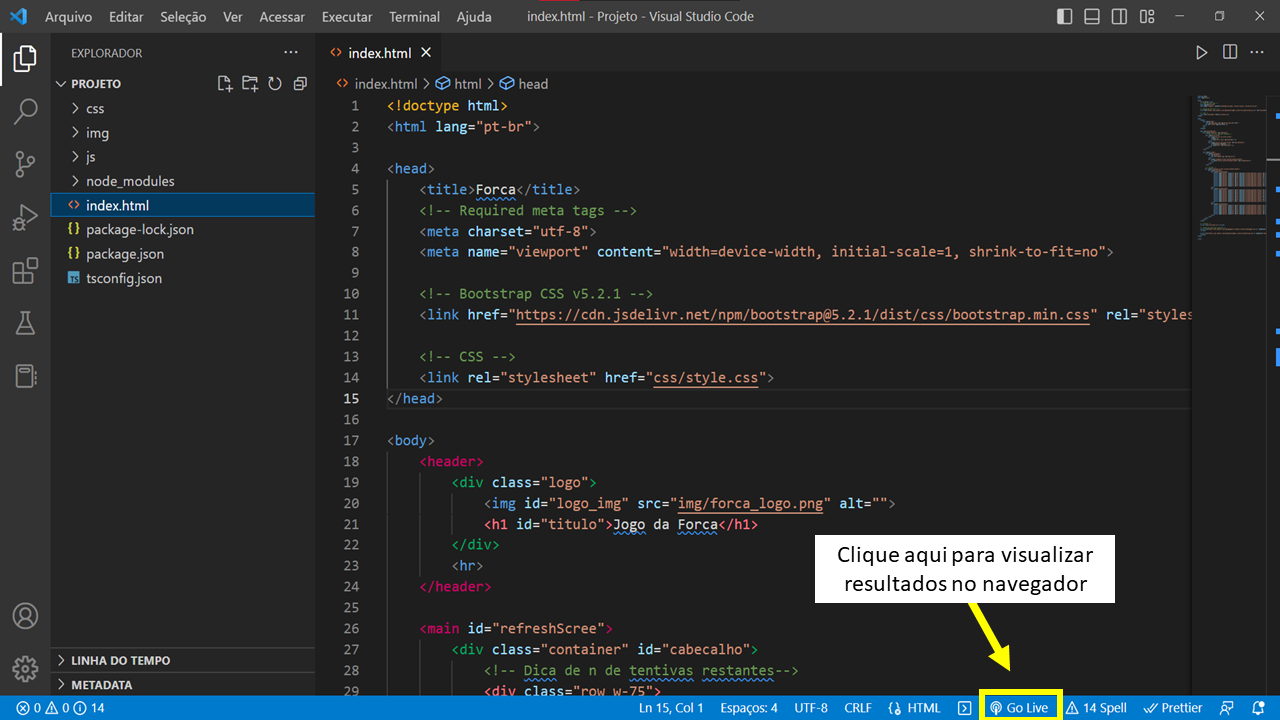 Arquivo Editar Seleção Ver Acessar Executar Terminal Ajuda index.html - Projeto - Visual Studio Code
EXPLORADOR ···
PROJETO
css
img
js
node_modules
index.html
package-lock.json
package.json
TS tsconfig.json
LINHA DO TEMPO
METADATA
index.html
index.html > html > head
1 <!doctype html>
2 <html lang="pt-br">
3
4 <head>
5 <title>Forca</title>
6 <!-- Required meta tags -->
7 <meta charset="utf-8">
8 <meta name="viewport" content="width=device-width, initial-scale=1, shrink-to-fit=no">
9
10 <!-- Bootstrap CSS v5.2.1 -->
11 <link href="https://cdn.jsdelivr.net/npm/bootstrap@5.2.1/dist/css/bootstrap.min.css" rel="styles
12
13 <!-- CSS -->
14 <link rel="stylesheet" href="css/style.css">
15 </head>
16
17 <body>
18 <header>
19 <div class="logo">
20 <img id="logo_img" src="img/forca_logo.png" alt="">
21 <h1 id="titulo">Jogo da Forca</h1>
22 </div>
23 <hr>
24 </header>
25
26 <main id="refreshScree">
27 <div class="container" id="cabecalho">
28 <!-- Dica de n de tentivas restantes-->
29 <div class="row w-75">
Clique aqui para visualizar
resultados no navegador
0 0 14 Ln 15, Col 1 Espaços: 4 UTF-8 CRLF HTML Go Live 14 Spell Prettier